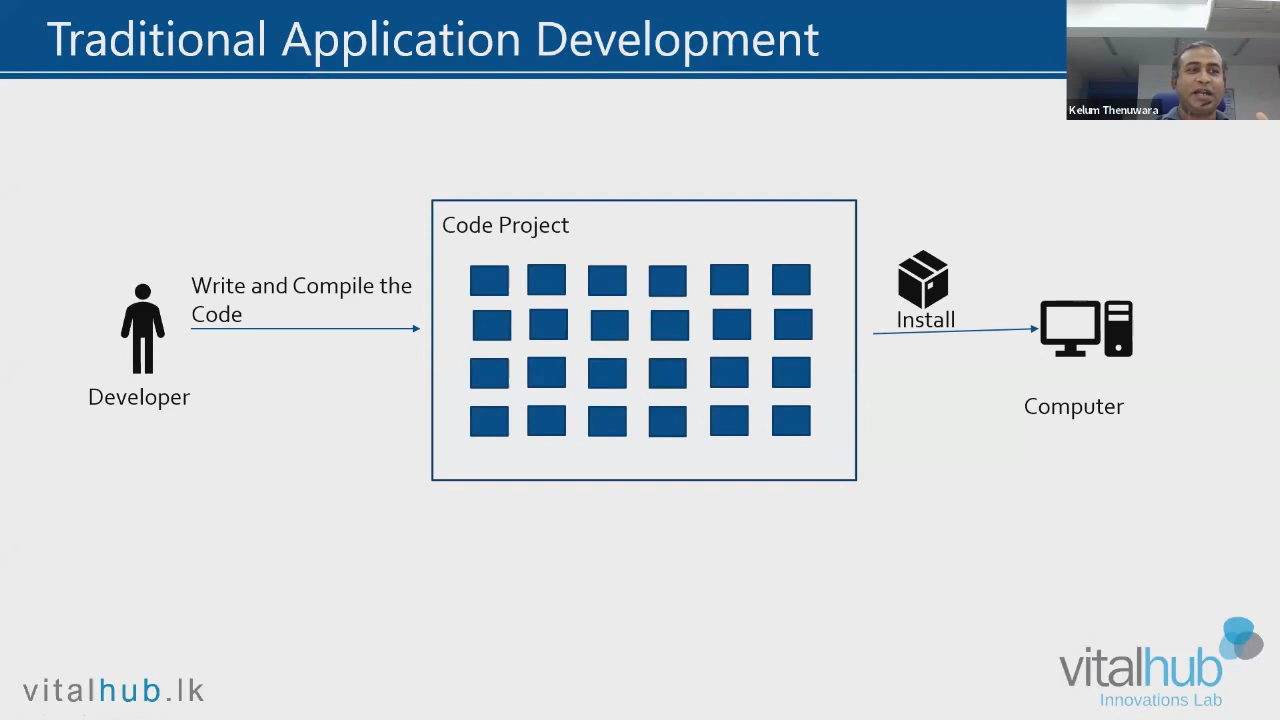 Traditional Application Development
Kelum Thenuwara
Code Project
Write and Compile the
Code
Install
Developer
Computer
vitalhub.lk
vitalhub
Innovations Lab